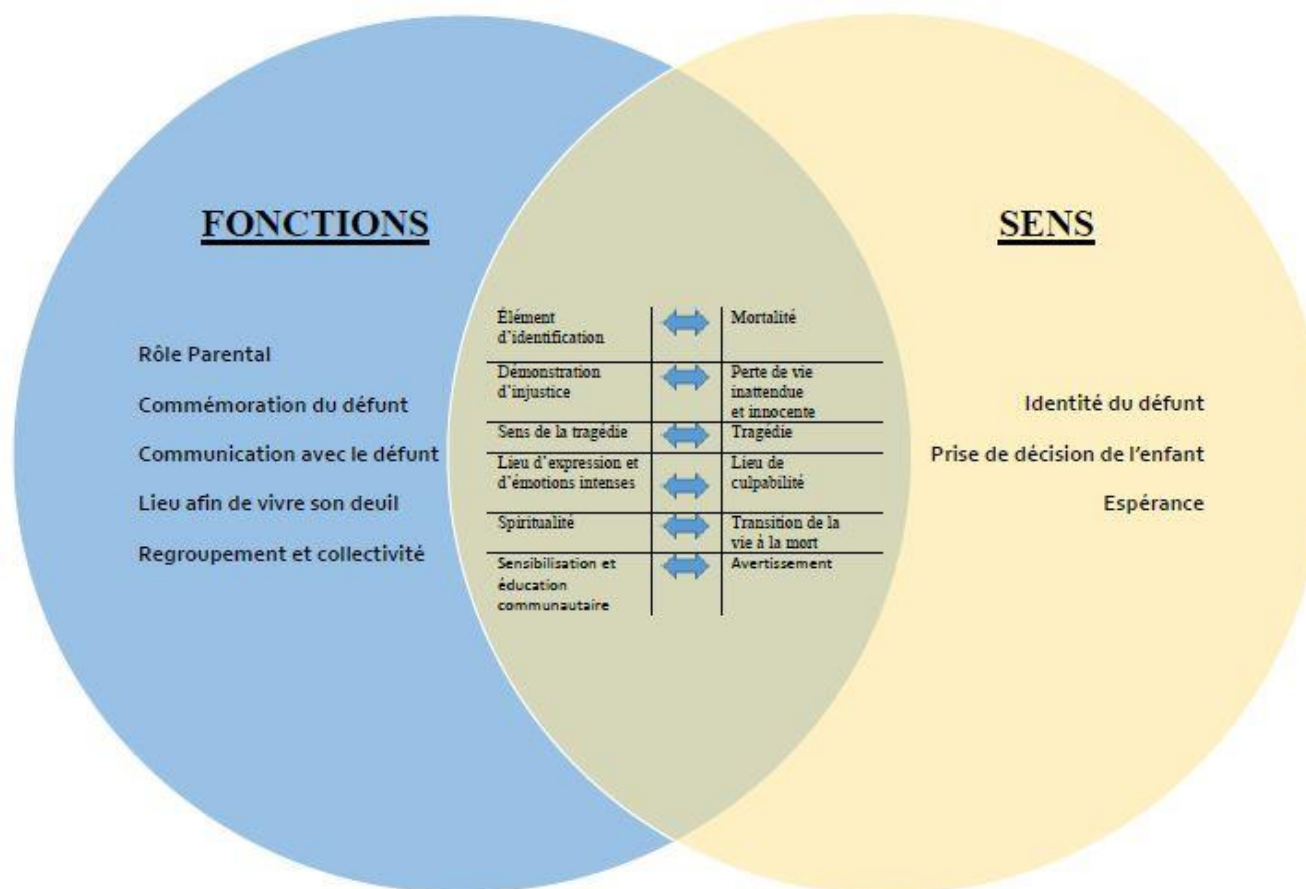 FONCTIONS
Rôle Parental
Commémoration du défunt
Communication avec le défunt
Lieu afin de vivre son deuil
Regroupement et collectivité
Élément
d'identification
Mortalité
Démonstration
d'injustice
Perte de vie
inattendue
et innocente
Sens de la tragédie
Tragédie
Lieu d'expression et
d'émotions intenses
Lieu de
culpabilité
Spiritualité
Transition de la
vie à la mort
Sensibilisation et
éducation
communautaire
Avertissement
SENS
Identité du défunt
Prise de décision de l'enfant
Espérance